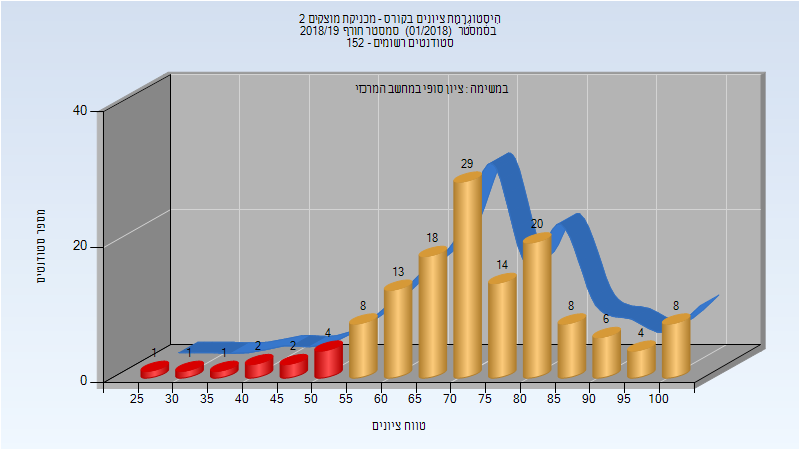 היסטוגרמת ציונים בקורס - מכניקת מוצקים 2
בסמסטר (01/2018) סמסטר חורף 2018/19
סטודנטים רשומים - 152
במשימה : ציון סופי במחשב המרכזי
מספר סטודנטים
40
20
0
1 1 1 2 2 4 8 13 18 29 14 20 8 6 4 8
25 30 35 40 45 50 55 60 65 70 75 80 85 90 95 100
טווח ציונים